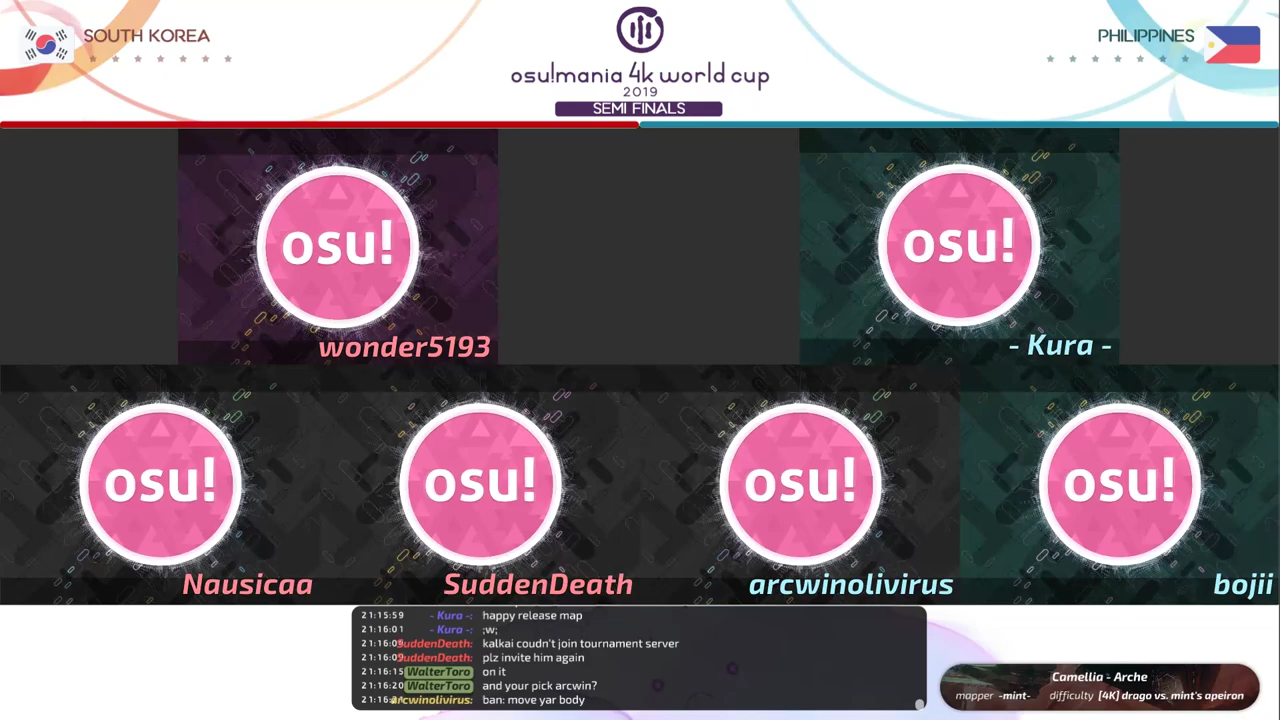 SOUTH KOREA
PHILIPPINES
osu!mania 4k world cup
2019
SEMI FINALS
osu!
wonder5193
osu!
- Kura -
osu!
Nausicaa
osu!
SuddenDeath
osu!
arcwinolivirus
osu!
bojii
21:15:59 - Kura -: happy release map
21:16:01 - Kura -: ;w;
21:16:09 SuddenDeath: kalkai coudn't join tournament server
21:16:09 SuddenDeath: plz invite him again
21:16:15 WalterToro on it
21:16:20 WalterToro and your pick arcwin?
arcwinolivirus: ban: move yar body
Camellia - Arche
mapper -mint- difficulty [4K] drago vs. mint's apeiron